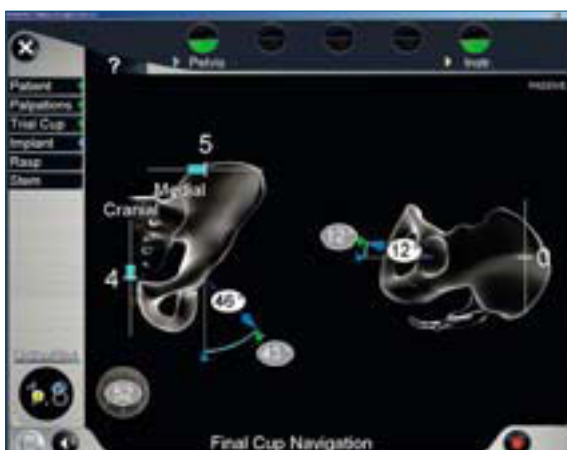 ?
Pelvis
Instr.
PASSIVE
Patient
Palpations
Trial Cup
Implant
Rasp
Stem
5
Medial
Cranial
4
46°
43
12
12°
0
52
Final Cup Navigation